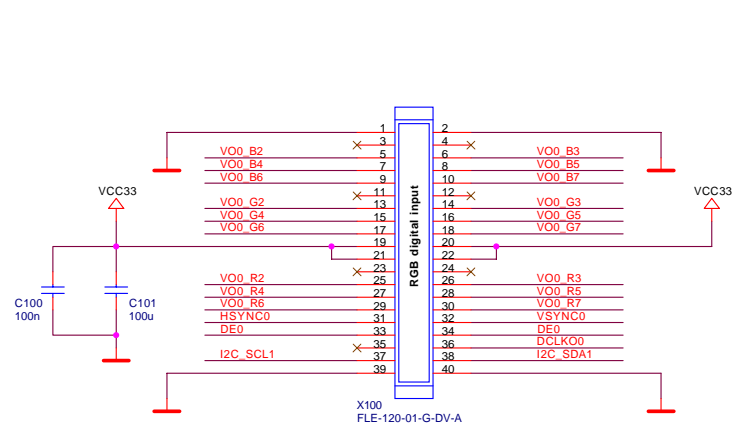 1 2
3 4
VO0_B2 5 6 VO0_B3
VO0_B4 7 8 VO0_B5
VO0_B6 9 10 VO0_B7
VCC33 11 12 VCC33
VO0_G2 13 14 VO0_G3
VO0_G4 15 16 VO0_G5
VO0_G6 17 18 VO0_G7
19 20
21 22
RGB digital input
23 24
VO0_R2 25 26 VO0_R3
VO0_R4 27 28 VO0_R5
VO0_R6 29 30 VO0_R7
HSYNC0 31 32 VSYNC0
DE0 33 34 DE0
35 36 DCLKO0
I2C_SCL1 37 38 I2C_SDA1
39 40
C100
100n
C101
100u
X100
FLE-120-01-G-DV-A